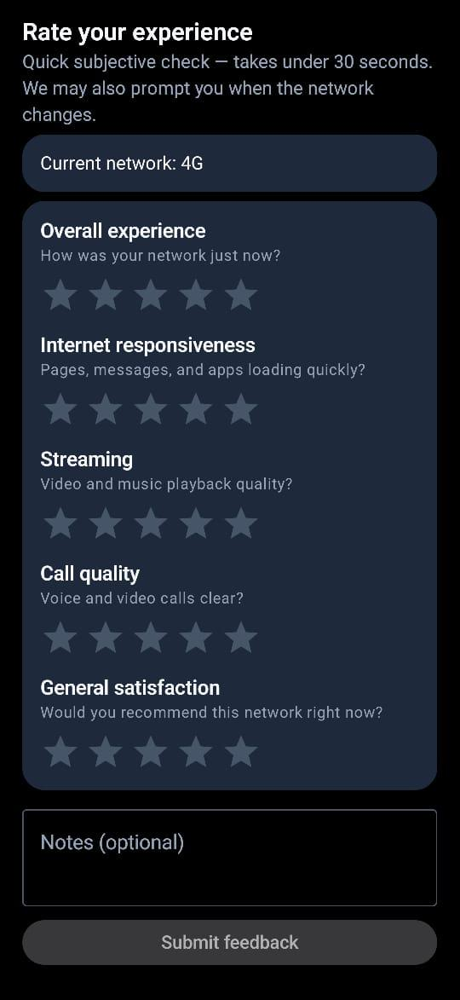 Rate your experience
Quick subjective check — takes under 30 seconds.
We may also prompt you when the network
changes.
Current network: 4G
Overall experience
How was your network just now?
Internet responsiveness
Pages, messages, and apps loading quickly?
Streaming
Video and music playback quality?
Call quality
Voice and video calls clear?
General satisfaction
Would you recommend this network right now?
Notes (optional)
Submit feedback